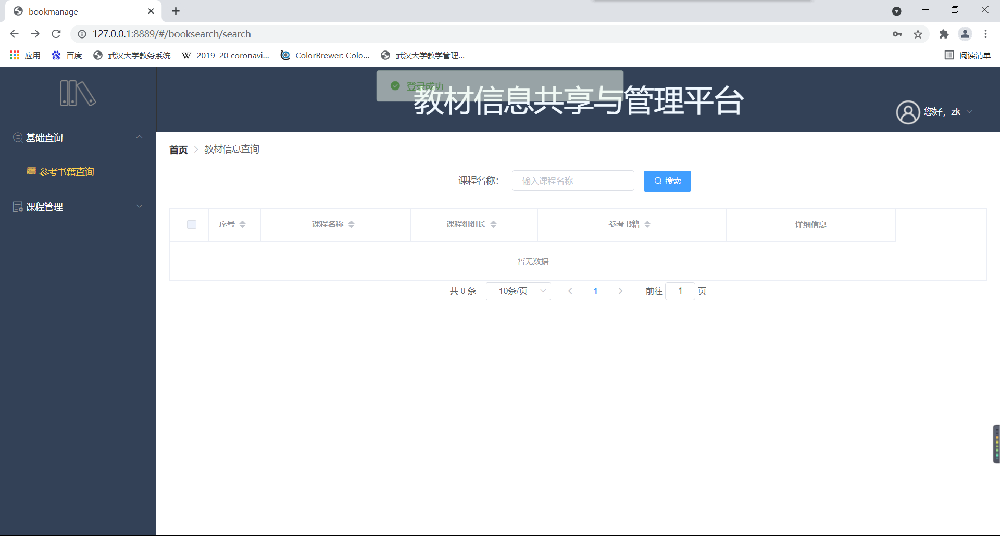 bookmanage
127.0.0.1:8889/#/booksearch/search
应用 百度 武汉大学教务系统 2019–20 coronavi... ColorBrewer: Colo... 武汉大学教学管理... 阅读清单
登录成功
教材信息共享与管理平台
您好，zk
基础查询
参考书籍查询
课程管理
首页 教材信息查询
课程名称： 输入课程名称 搜索
序号 课程名称 课程组组长 参考书籍 详细信息
暂无数据
共 0 条 10条/页 1 前往 1 页